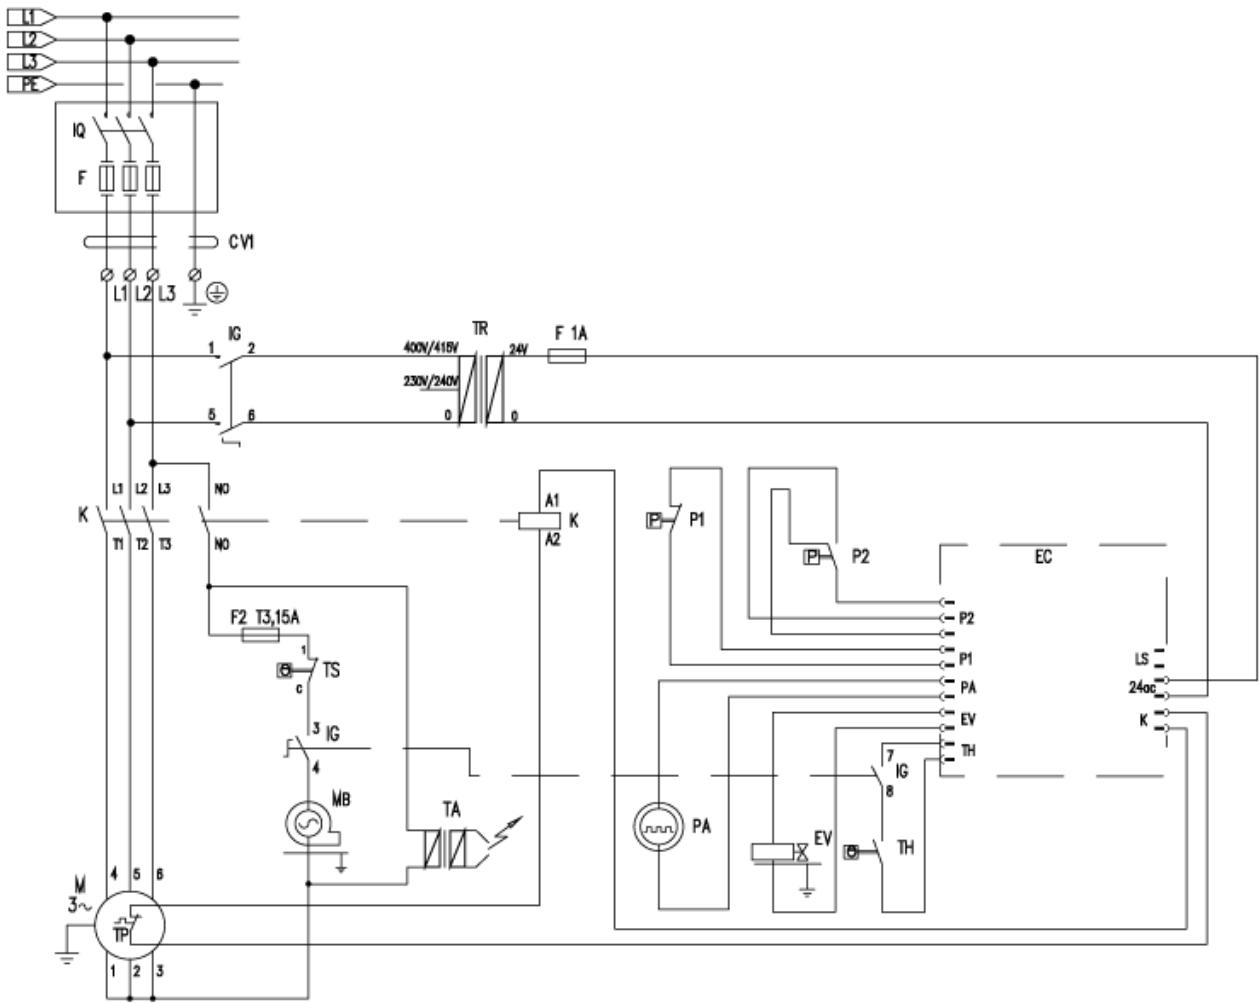 L1
L2
L3
PE
IQ
F
CV1
L1 L2 L3
IG
1 2
5 6
400V/415V
230V/240V
0
TR
24V
0
F 1A
L1 L2 L3 NO
K
T1 T2 T3 NO
A1
K
A2
P P1
P P2
EC
P2
P1
PA
EV
TH
LS
24ac
K
F2 T3,15A
1
TS
C
3
IG
4
MB
TA
7
IG
8
PA
EV
TH
M
3~
4 5 6
TP
1 2 3